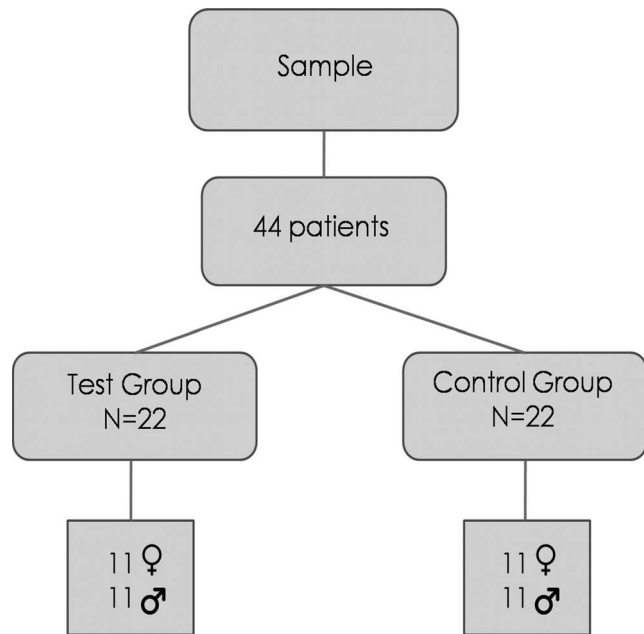 Sample
44 patients
Test Group
N=22
Control Group
N=22
11 ♀
11 ♂
11 ♀
11 ♂